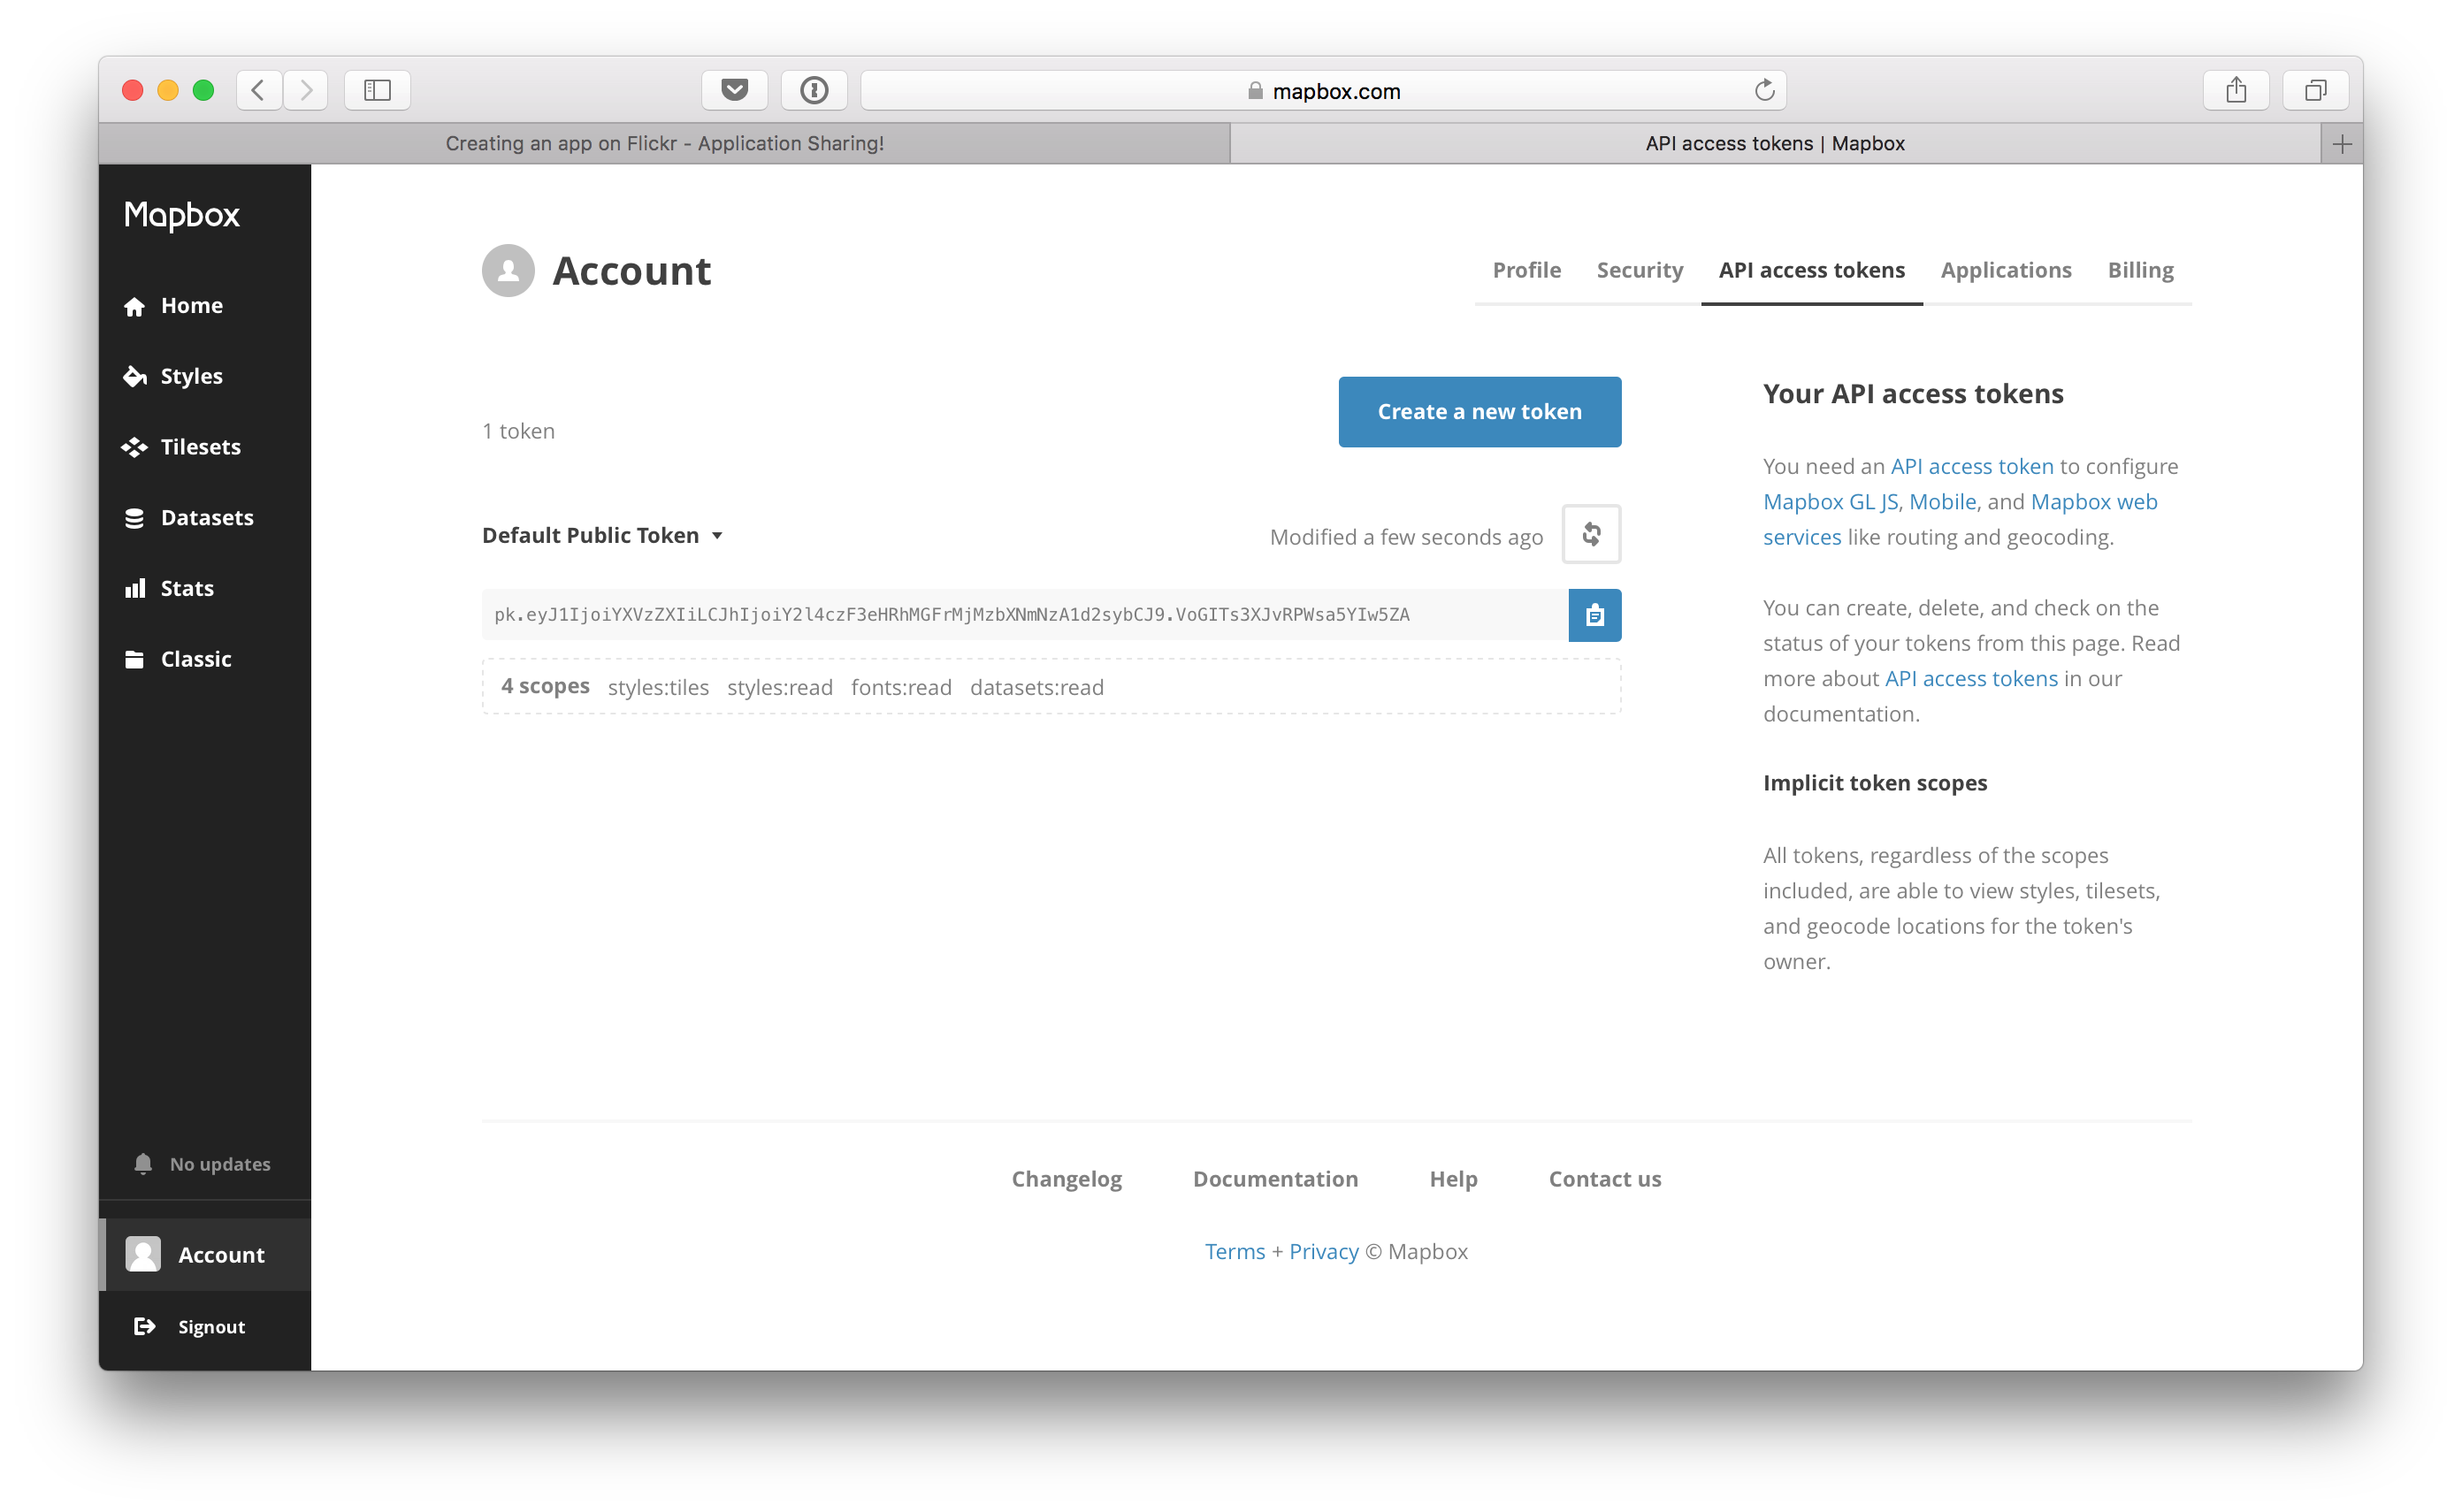 mapbox.com
Creating an app on Flickr - Application Sharing!
API access tokens | Mapbox
Mapbox
Home
Styles
Tilesets
Datasets
Stats
Classic
No updates
Account
Signout
Account
Profile Security API access tokens Applications Billing
1 token
Create a new token
Default Public Token
Modified a few seconds ago
pk.eyJ1IjoiYXVzZXIiLCJhIjoiY2l4czF3eHRhMGFrMjMzbXNmNzA1d2sybCJ9.VoGITs3XJvRPWsa5YIw5ZA
4 scopes styles:tiles styles:read fonts:read datasets:read
Your API access tokens
You need an API access token to configure
Mapbox GL JS, Mobile, and Mapbox web
services like routing and geocoding.
You can create, delete, and check on the
status of your tokens from this page. Read
more about API access tokens in our
documentation.
Implicit token scopes
All tokens, regardless of the scopes
included, are able to view styles, tilesets,
and geocode locations for the token's
owner.
Changelog Documentation Help Contact us
Terms + Privacy © Mapbox